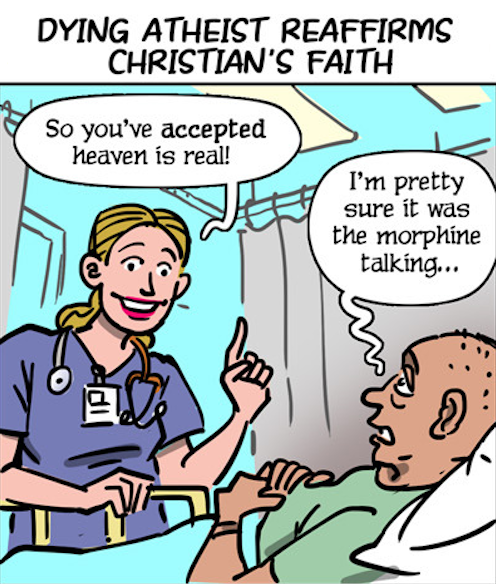 DYING ATHEIST REAFFIRMS
CHRISTIAN'S FAITH
So you've accepted
heaven is real!
I'm pretty
sure it was
the morphine
talking...